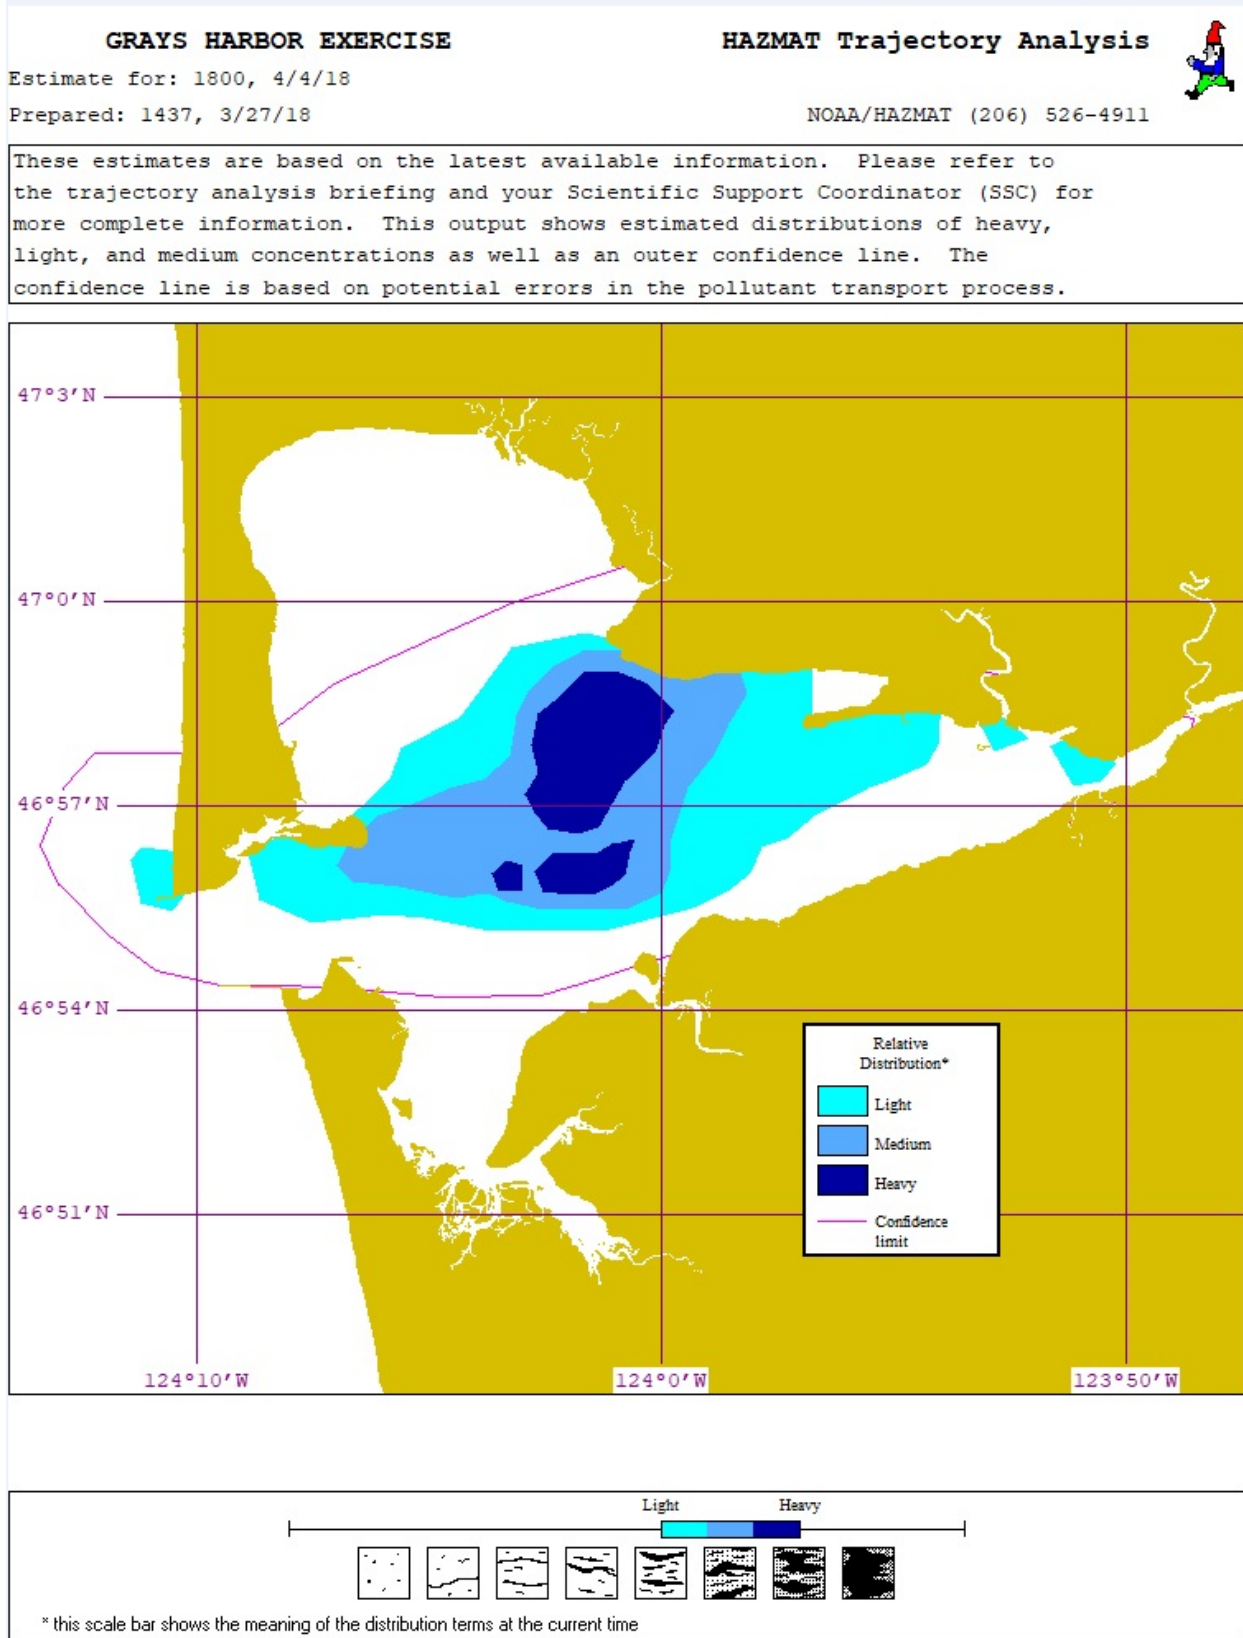 GRAYS HARBOR EXERCISE
HAZMAT Trajectory Analysis
Estimate for: 1800, 4/4/18
Prepared: 1437, 3/27/18
NOAA/HAZMAT (206) 526-4911
These estimates are based on the latest available information.  Please refer to
the trajectory analysis briefing and your Scientific Support Coordinator (SSC) for
more complete information.  This output shows estimated distributions of heavy,
light, and medium concentrations as well as an outer confidence line.  The
confidence line is based on potential errors in the pollutant transport process.
47°3'N
47°0'N
46°57'N
46°54'N
46°51'N
124°10'W
124°0'W
123°50'W
Relative
Distribution*
Light
Medium
Heavy
Confidence
limit
Light
Heavy
* this scale bar shows the meaning of the distribution terms at the current time